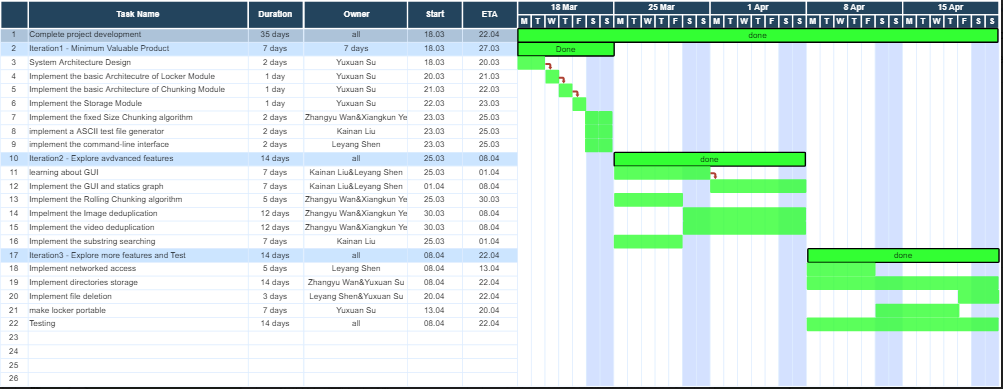 Task Name Duration Owner Start ETA 18 Mar 25 Mar 1 Apr 8 Apr 15 Apr
M T W T F S S M T W T F S S M T W T F S S M T W T F S S M T W T F S S
1 Complete project development 35 days all 18.03 22.04 done
2 Iteration1 - Minimum Valuable Product 7 days 7 days 18.03 27.03 Done
3 System Architecture Design 2 days Yuxuan Su 18.03 20.03
4 Implement the basic Architecutre of Locker Module 1 day Yuxuan Su 20.03 21.03
5 Implement the basic Architecture of Chunking Module 1 day Yuxuan Su 21.03 22.03
6 Implement the Storage Module 1 day Yuxuan Su 22.03 23.03
7 Implement the fixed Size Chunking algorithm 2 days Zhangyu Wan&Xiangkun Ye 23.03 25.03
8 implement a ASCII test file generator 2 days Kainan Liu 23.03 25.03
9 implement the command-line interface 2 days Leyang Shen 23.03 25.03
10 Iteration2 - Explore avdvanced features 14 days all 25.03 08.04 done
11 learning about GUI 7 days Kainan Liu&Leyang Shen 25.03 01.04
12 Implement the GUI and statics graph 7 days Kainan Liu&Leyang Shen 01.04 08.04
13 Implement the Rolling Chunking algorithm 5 days Zhangyu Wan&Xiangkun Ye 25.03 30.03
14 Impelment the Image deduplication 12 days Zhangyu Wan&Xiangkun Ye 30.03 08.04
15 Implement the video deduplication 12 days Zhangyu Wan&Xiangkun Ye 30.03 08.04
16 Implement the substring searching 7 days Kainan Liu 25.03 01.04
17 Iteration3 - Explore more features and Test 14 days all 08.04 22.04 done
18 Implement networked access 5 days Leyang Shen 08.04 13.04
19 Implement directories storage 14 days Zhangyu Wan&Yuxuan Su 08.04 22.04
20 Implement file deletion 3 days Leyang Shen&Yuxuan Su 20.04 22.04
21 make locker portable 7 days Yuxuan Su 13.04 20.04
22 Testing 14 days all 08.04 22.04
23
24
25
26